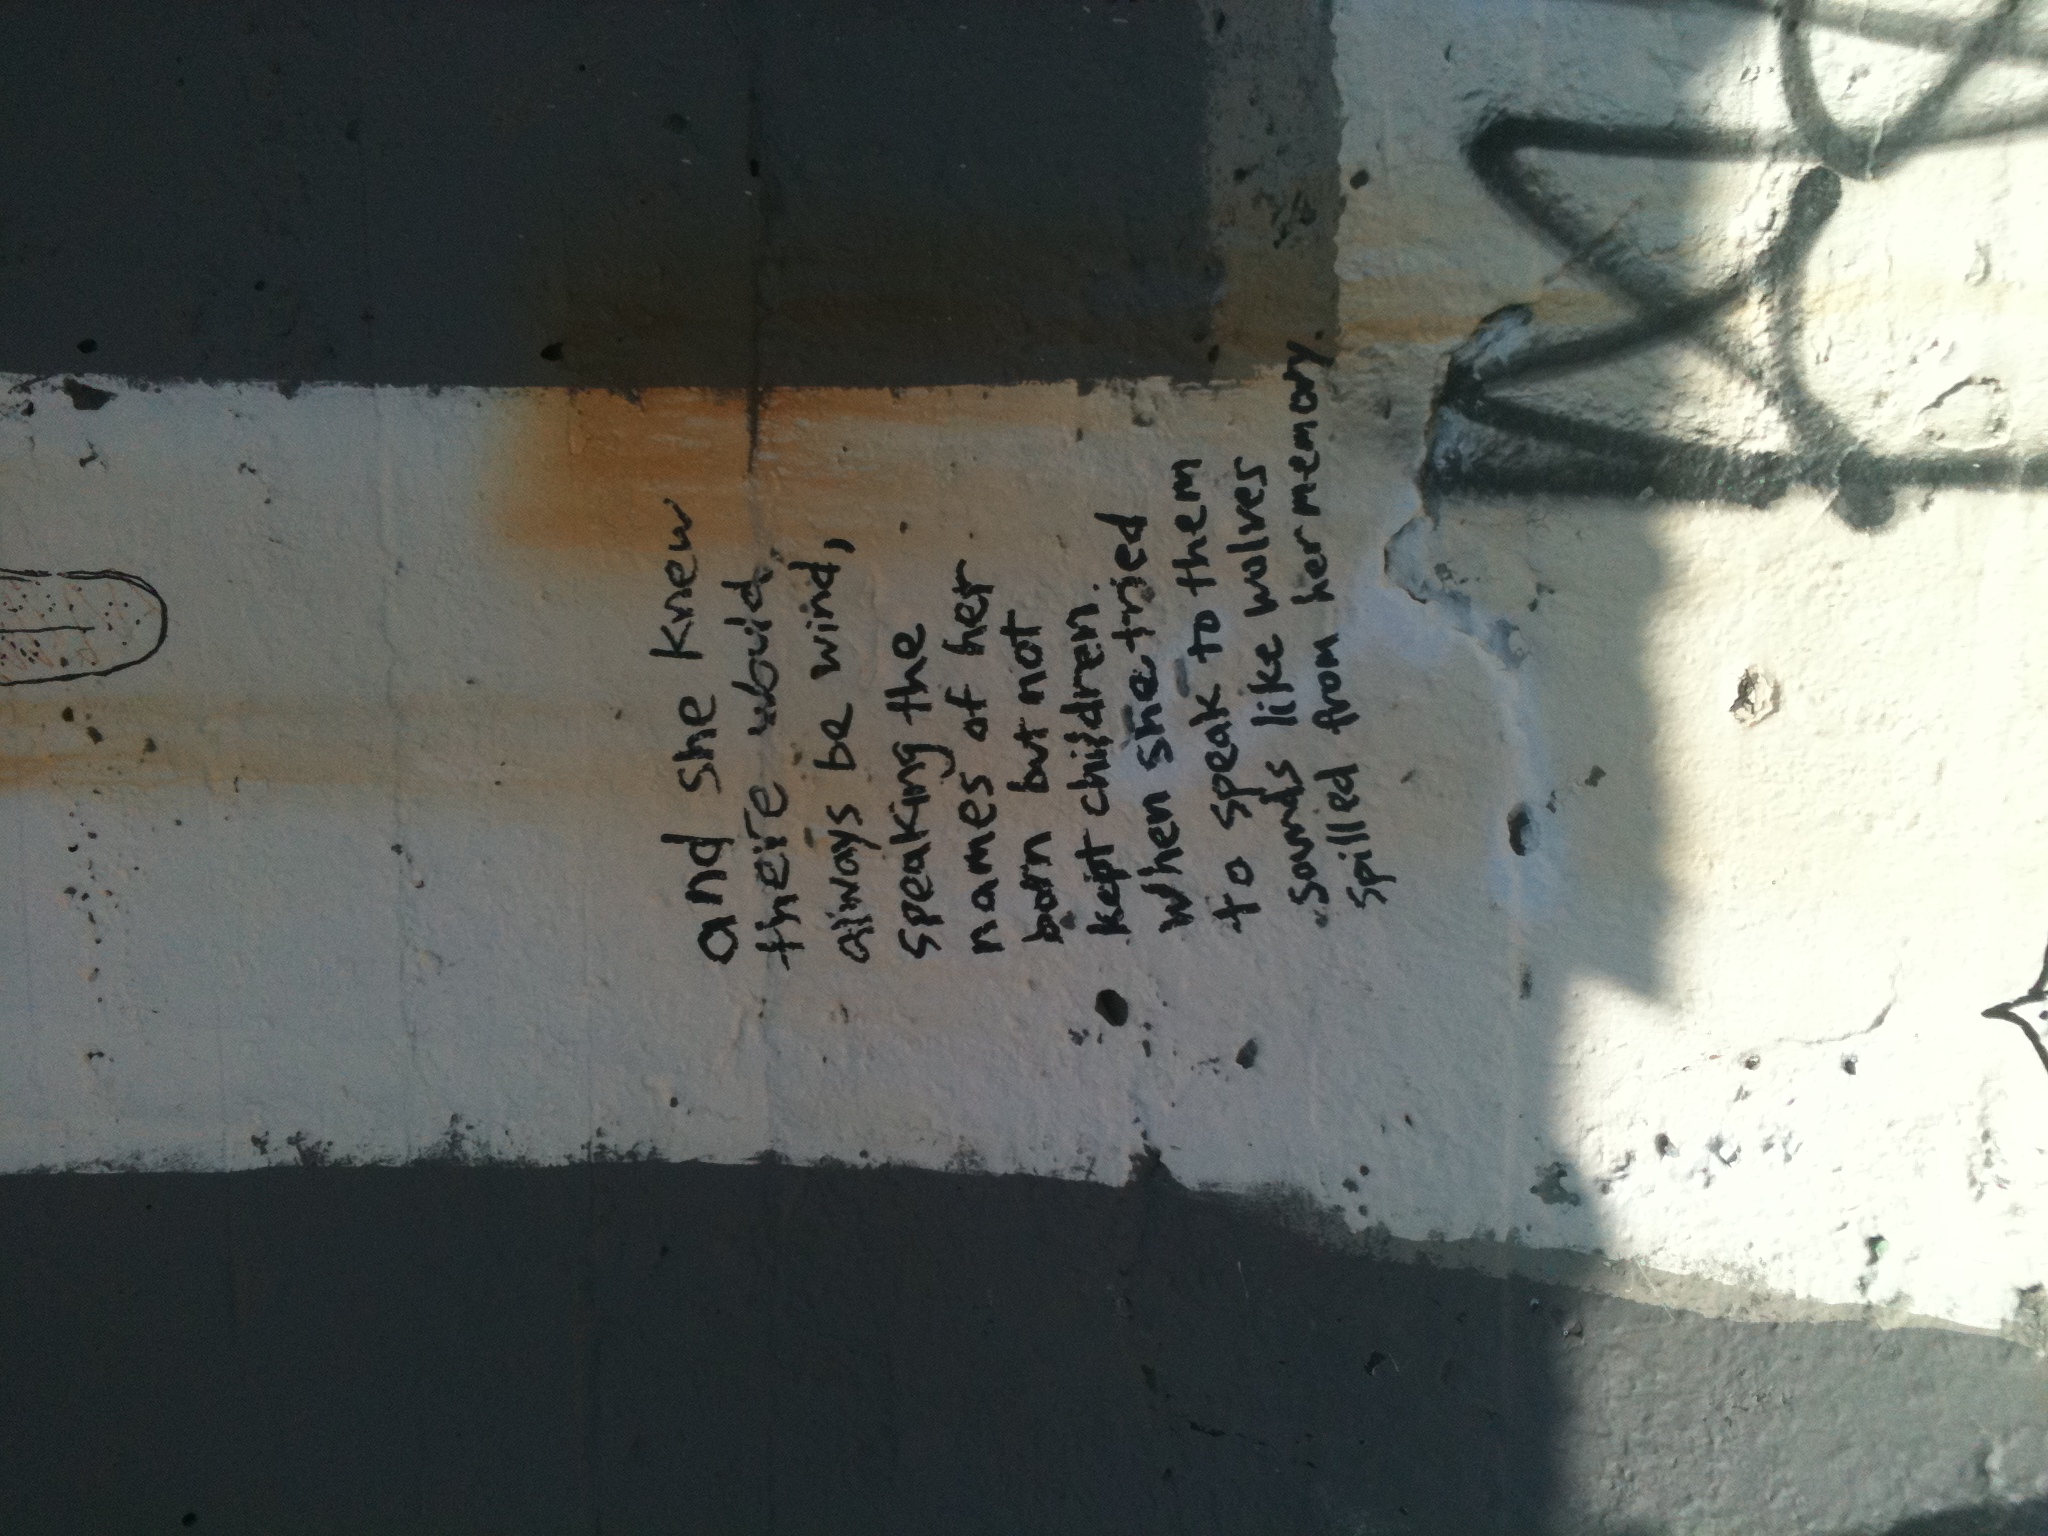 and she knew
there would
always be wind,
speaking the
names of her
born but not
kept children.
When she tried
to speak to them
sounds like wolves
spilled from her memory.